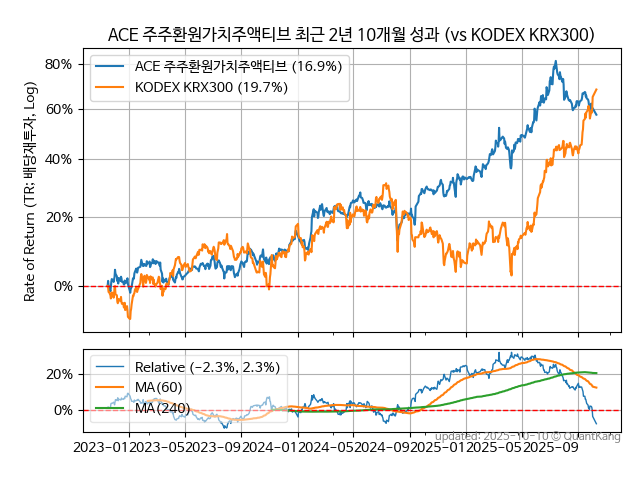 ACE 주주환원가치주액티브 최근 2년 10개월 성과 (vs KODEX KRX300)
Rate of Return (TR: 배당재투자, Log)
80%
60%
40%
20%
0%
ACE 주주환원가치주액티브 (16.9%)
KODEX KRX300 (19.7%)
20%
0%
Relative (−2.3%, 2.3%)
MA(60)
MA(240)
updated: 2025-10-10 © QuantKang
2023-01 2023-05 2023-09 2024-01 2024-05 2024-09 2025-01 2025-05 2025-09